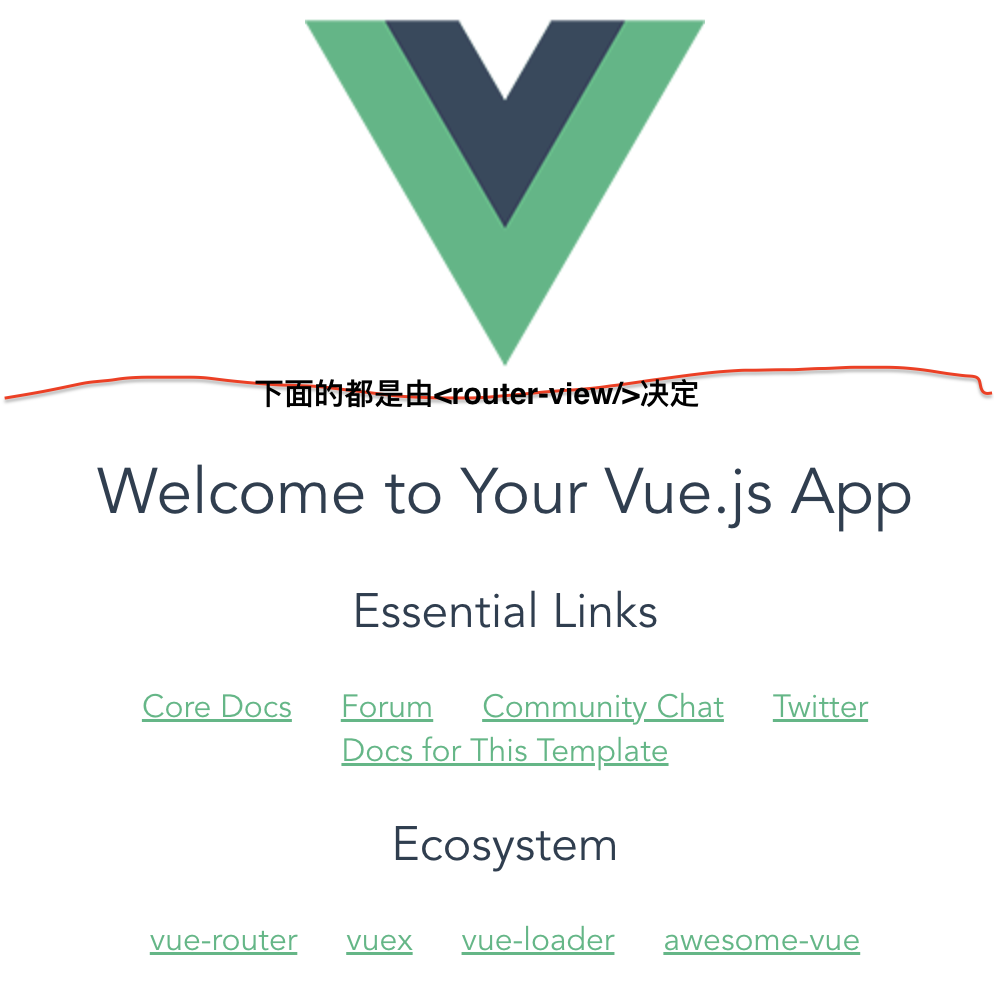 下面的都是由<router-view/>决定
Welcome to Your Vue.js App
Essential Links
Core Docs Forum Community Chat Twitter
Docs for This Template
Ecosystem
vue-router vuex vue-loader awesome-vue